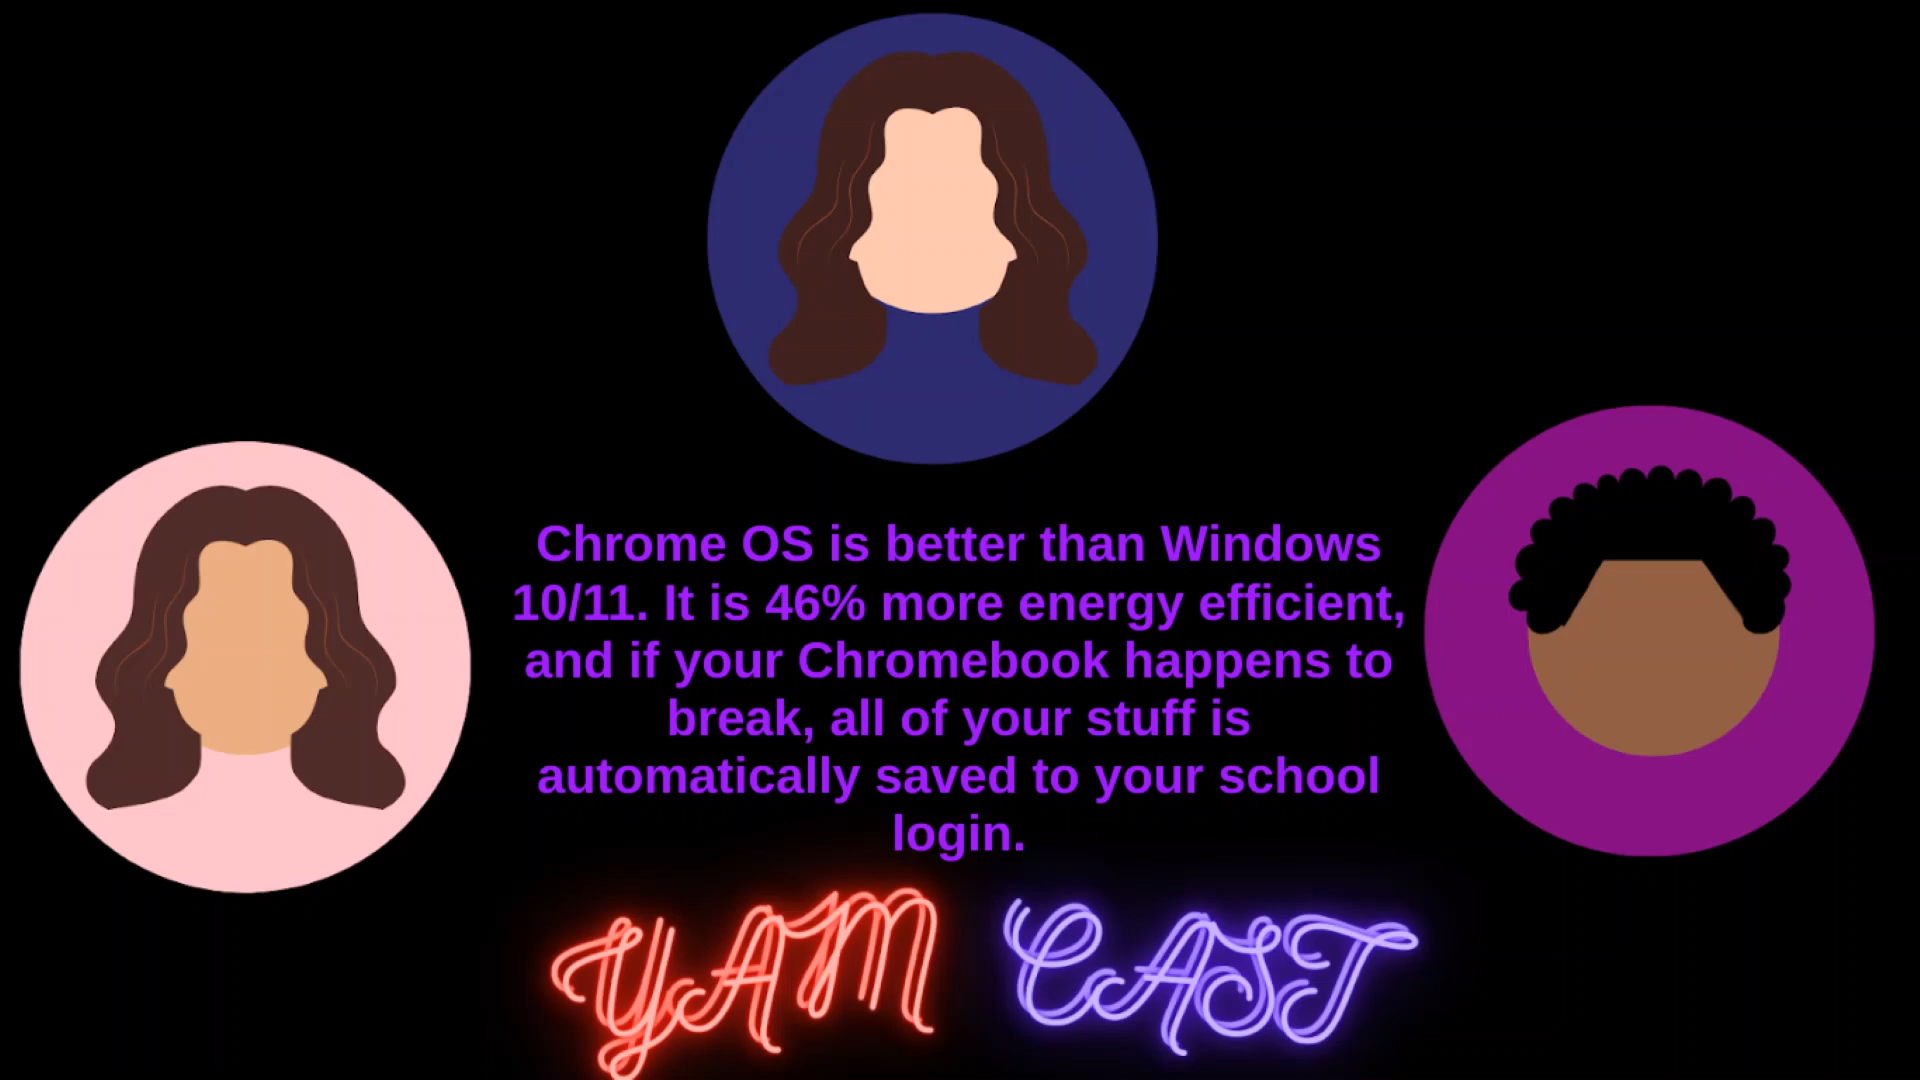 Chrome OS is better than Windows
10/11. It is 46% more energy efficient,
and if your Chromebook happens to
break, all of your stuff is
automatically saved to your school
login.
YAM CAST